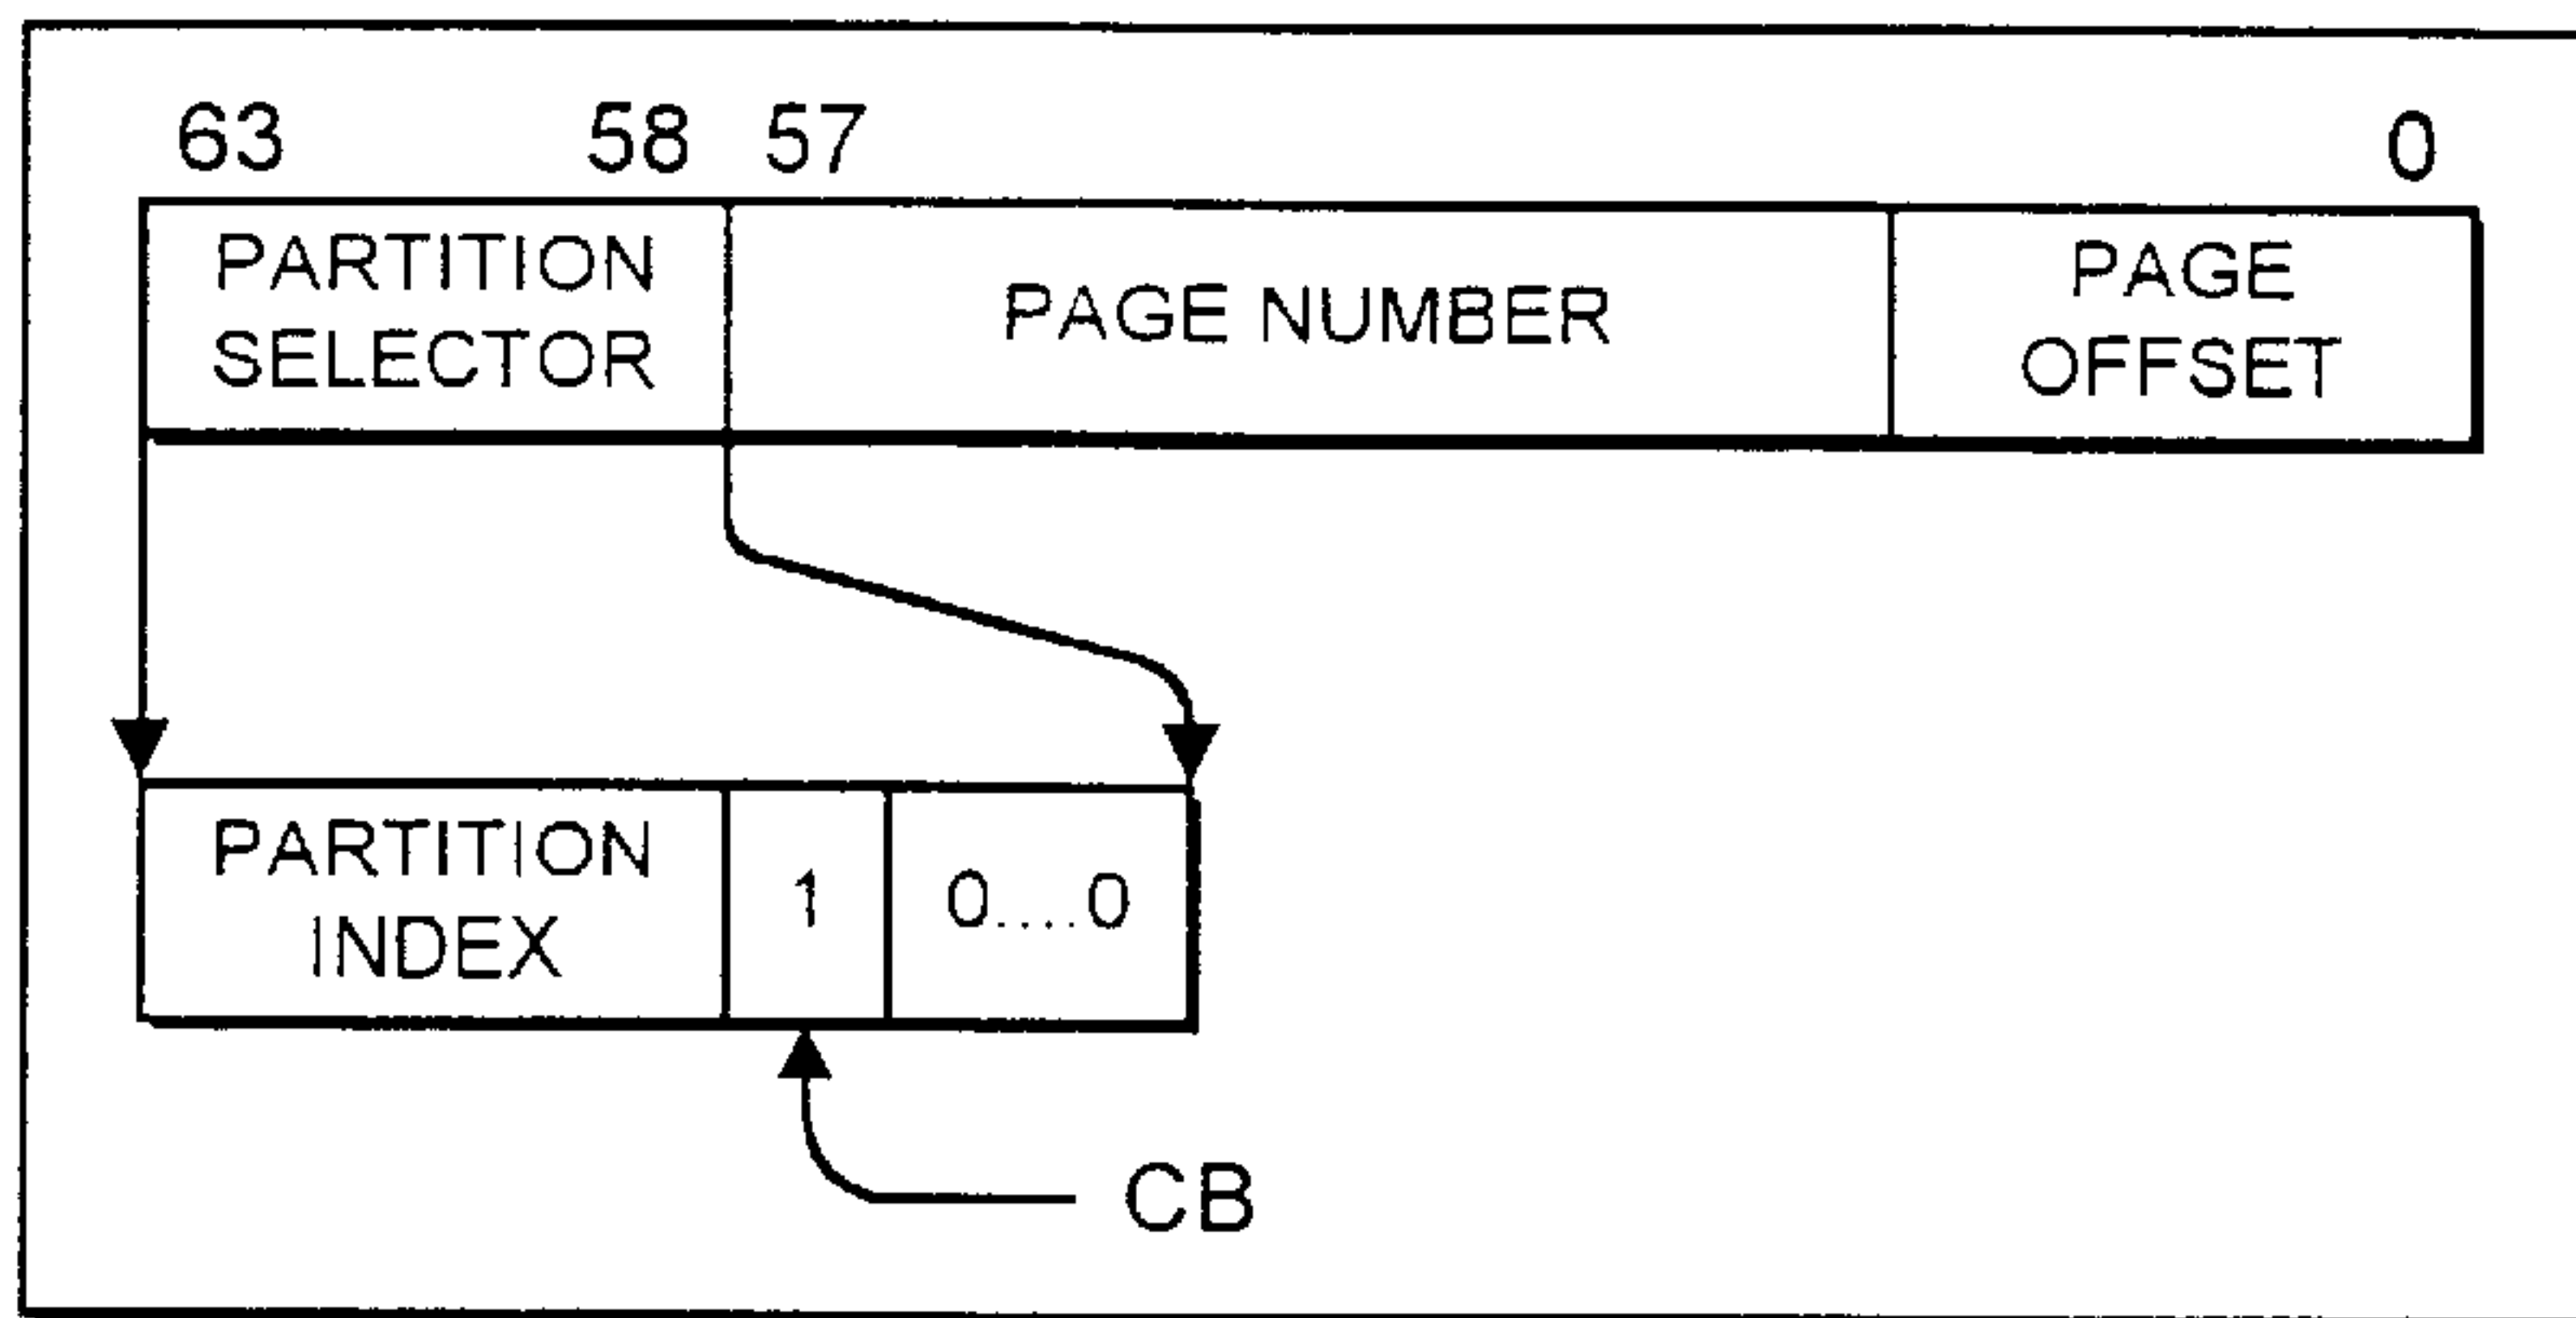 63 58 57 0
PARTITION
SELECTOR
PAGE NUMBER
PAGE
OFFSET
PARTITION
INDEX
1
0....0
CB